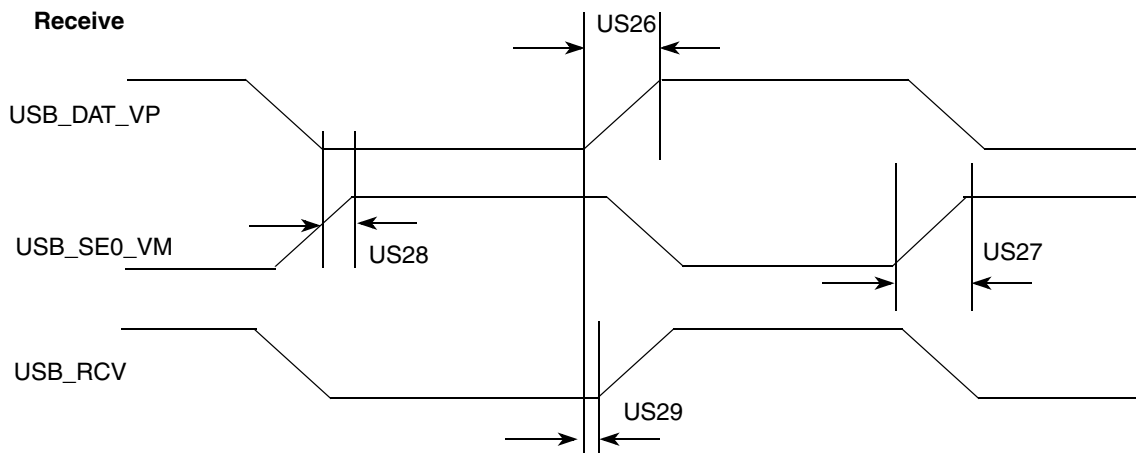 Receive
US26
USB_DAT_VP
USB_SE0_VM
US28
US27
USB_RCV
US29